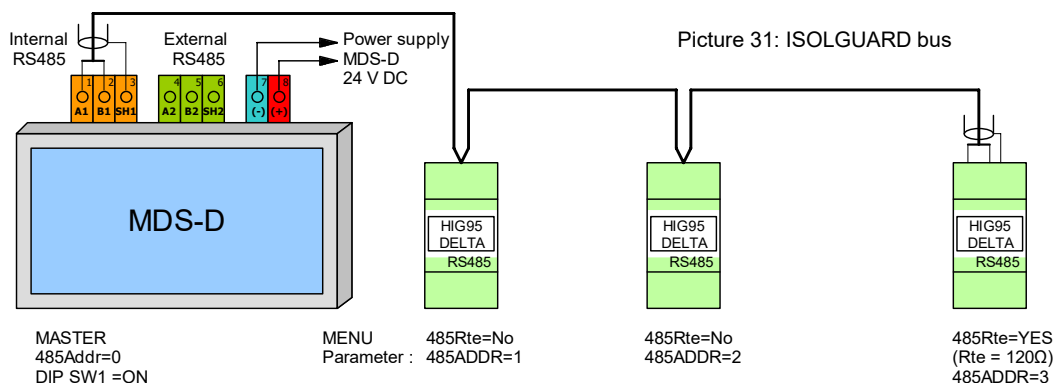 Internal
RS485
External
RS485
Power supply
MDS-D
24 V DC
Picture 31: ISOLGUARD bus
1 2 3 4 5 6 7 8
A1 B1 SH1 A2 B2 SH2 (-) (+)
MDS-D
HIG95
DELTA
RS485
HIG95
DELTA
RS485
HIG95
DELTA
RS485
MASTER
485Addr=0
DIP SW1 =ON
MENU
Parameter :
485Rte=No
485ADDR=1
485Rte=No
485ADDR=2
485Rte=YES
(Rte = 120Ω)
485ADDR=3